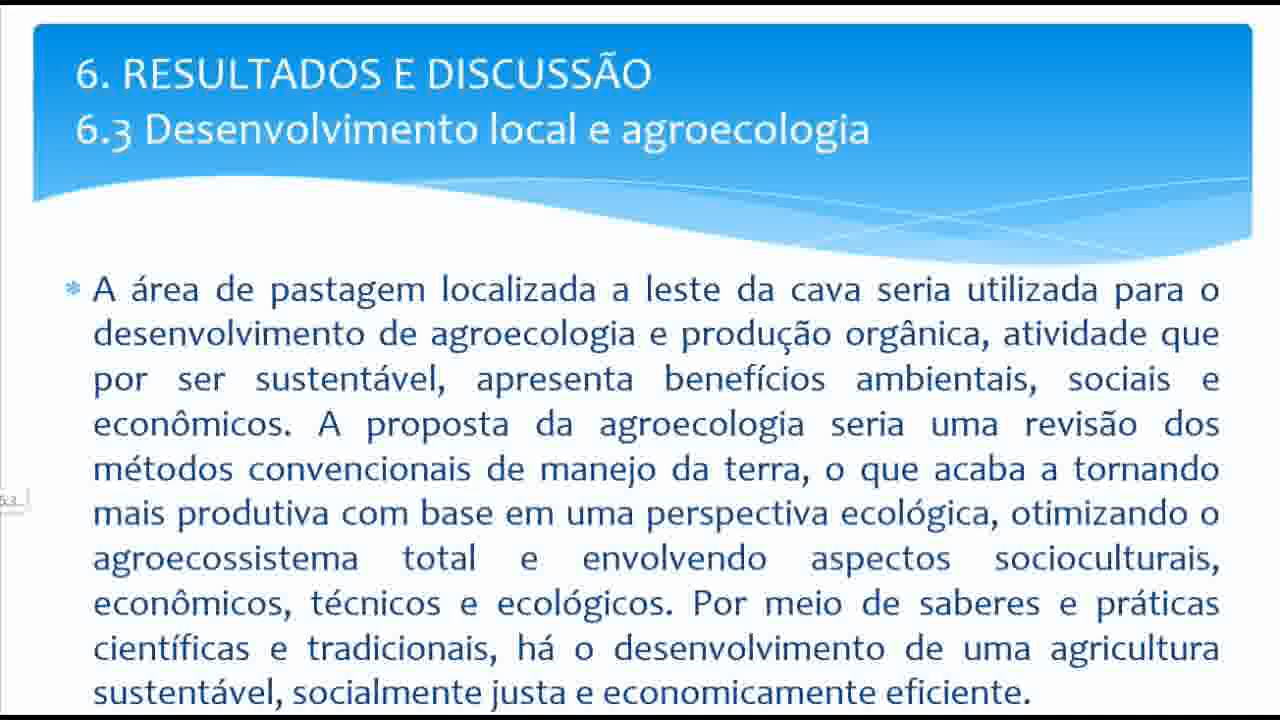 6. RESULTADOS E DISCUSSÃO
6.3 Desenvolvimento local e agroecologia
A área de pastagem localizada a leste da cava seria utilizada para o
desenvolvimento de agroecologia e produção orgânica, atividade que
por ser sustentável, apresenta benefícios ambientais, sociais e
econômicos. A proposta da agroecologia seria uma revisão dos
métodos convencionais de manejo da terra, o que acaba a tornando
mais produtiva com base em uma perspectiva ecológica, otimizando o
agroecossistema total e envolvendo aspectos socioculturais,
econômicos, técnicos e ecológicos. Por meio de saberes e práticas
científicas e tradicionais, há o desenvolvimento de uma agricultura
sustentável, socialmente justa e economicamente eficiente.